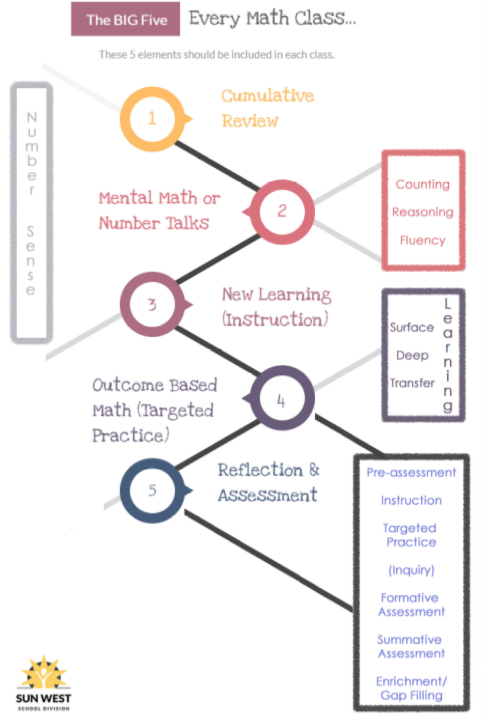 The BIG Five Every Math Class...
These 5 elements should be included in each class.
Number Sense
1
Cumulative
Review
Mental Math or
Number Talks
2
Counting
Reasoning
Fluency
3
New Learning
(Instruction)
Learning
Surface
Deep
Transfer
Outcome Based
Math (Targeted
Practice)
4
5
Reflection &
Assessment
Pre-assessment
Instruction
Targeted
Practice
(Inquiry)
Formative
Assessment
Summative
Assessment
Enrichment/
Gap Filling
SUN WEST
SCHOOL DIVISION